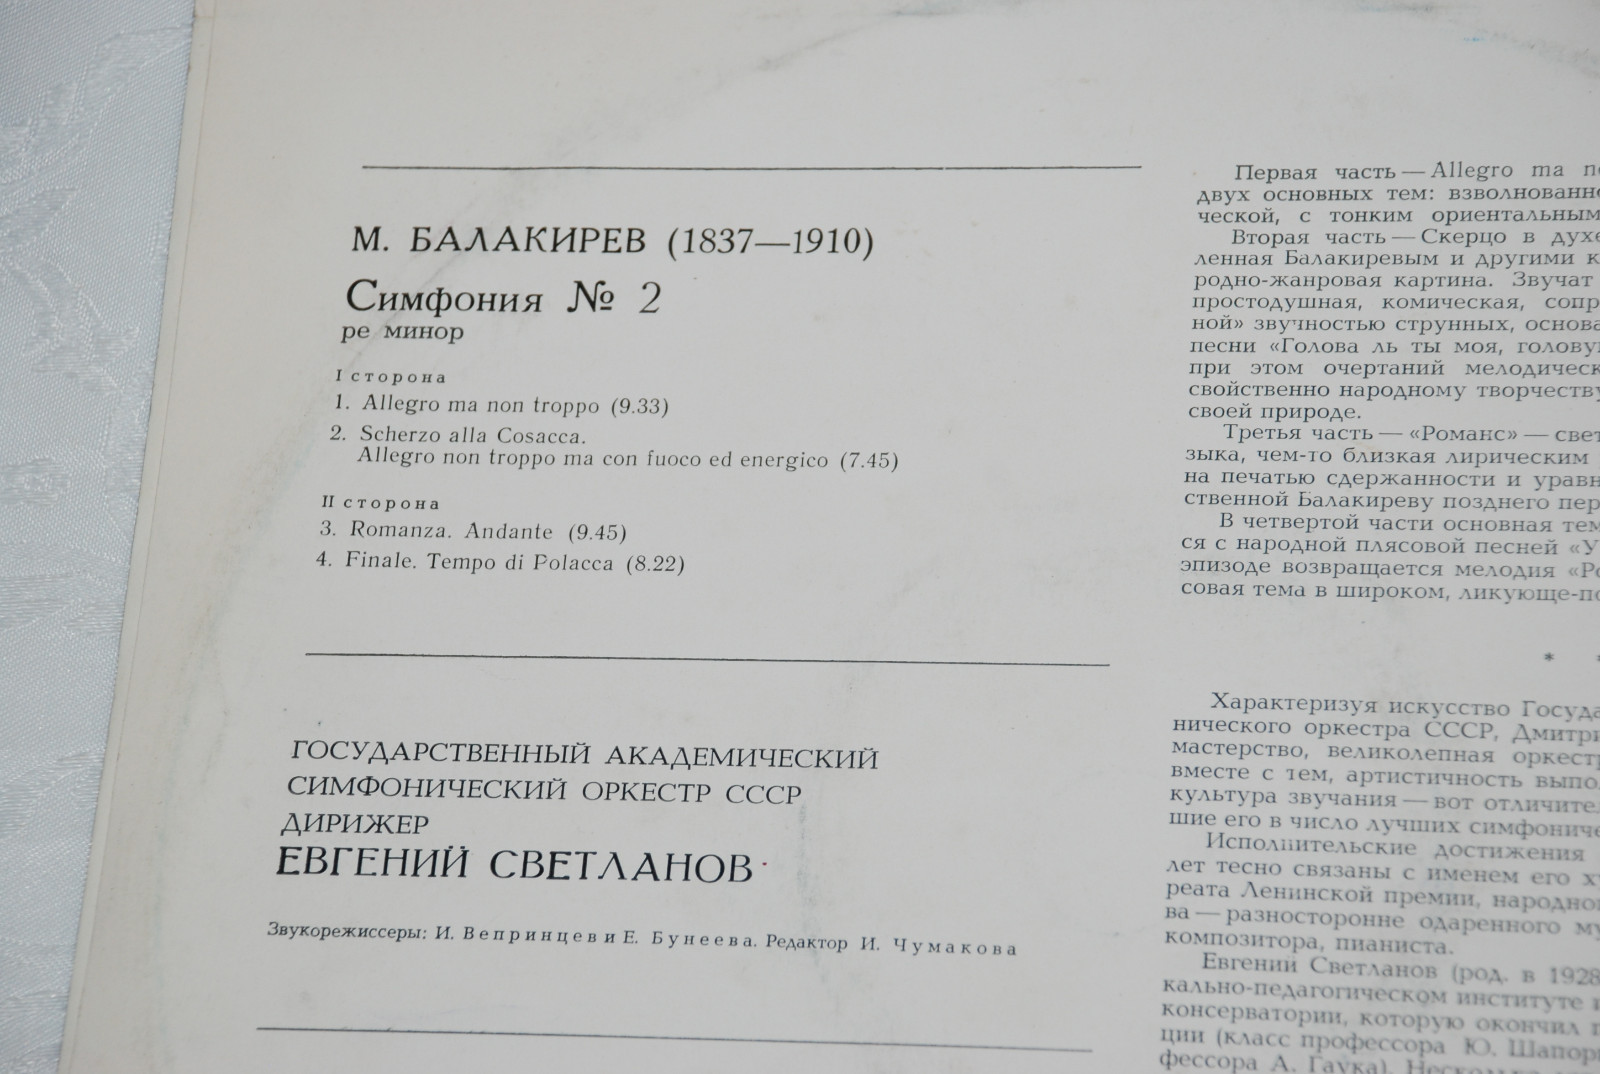 М. БАЛАКИРЕВ (1837—1910)
Симфония № 2
ре минор
I сторона
1. Allegro ma non troppo (9.33)
2. Scherzo alla Cosacca.
Allegro non troppo ma con fuoco ed energico (7.45)
II сторона
3. Romanza. Andante (9.45)
4. Finale. Tempo di Polacca (8.22)
ГОСУДАРСТВЕННЫЙ АКАДЕМИЧЕСКИЙ
СИМФОНИЧЕСКИЙ ОРКЕСТР СССР
ДИРИЖЕР
ЕВГЕНИЙ СВЕТЛАНОВ
Звукорежиссеры: И. Вепринцев и Е. Бунеева. Редактор И. Чумакова
Первая часть — Allegro ma
двух основных тем:
ческой, с тонким ориентальным
Вторая часть — Скерцо в духе
ленная Балакиревым и другими
родно-жанровая картина. Звучат
простодушная, комическая,
ной» звучностью струнных,
песни «Голова ль ты моя,
при этом очертаний
свойственно народному творчеству
своей природе.
Третья часть — «Романс» —
зыка, чем-то близкая лирическим
на печатью сдержанности и
ственной Балакиреву позднего
В четвертой части основная
ся с народной плясовой песней «У
эпизоде возвращается мелодия
совая тема в широком,
* *
Характеризуя искусство
нического оркестра СССР,
мастерство, великолепная
вместе с тем, артистичность
культура звучания — вот
шие его в число лучших
Исполнительские достижения
лет тесно связаны с именем его
реата Ленинской премии,
ва — разносторонне одаренного
композитора, пианиста.
Евгений Светланов (род. в 1928
кально-педагогическом институте
консерватории, которую окончил
ции (класс профессора Ю.
фессора А. Гаука).